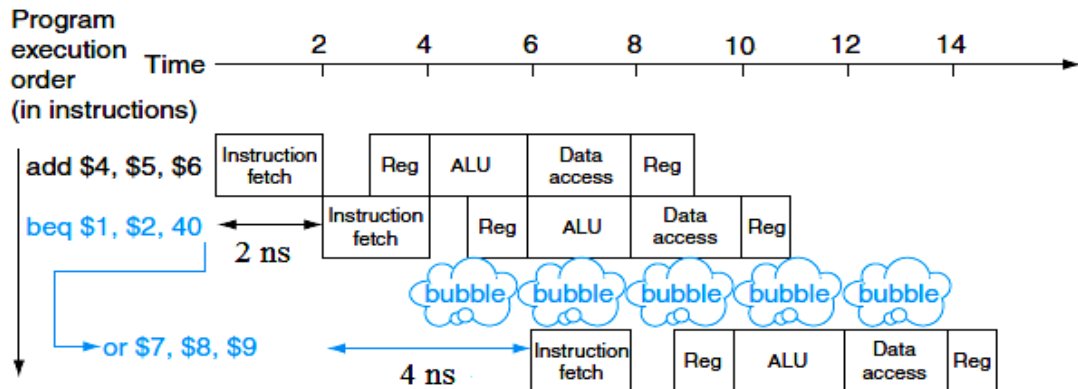 Program
execution
order
(in instructions)
Time
2 4 6 8 10 12 14
add $4, $5, $6
Instruction
fetch
Reg
ALU
Data
access
Reg
beq $1, $2, 40
2 ns
Instruction
fetch
Reg
ALU
Data
access
Reg
bubble bubble bubble bubble bubble
or $7, $8, $9
4 ns
Instruction
fetch
Reg
ALU
Data
access
Reg